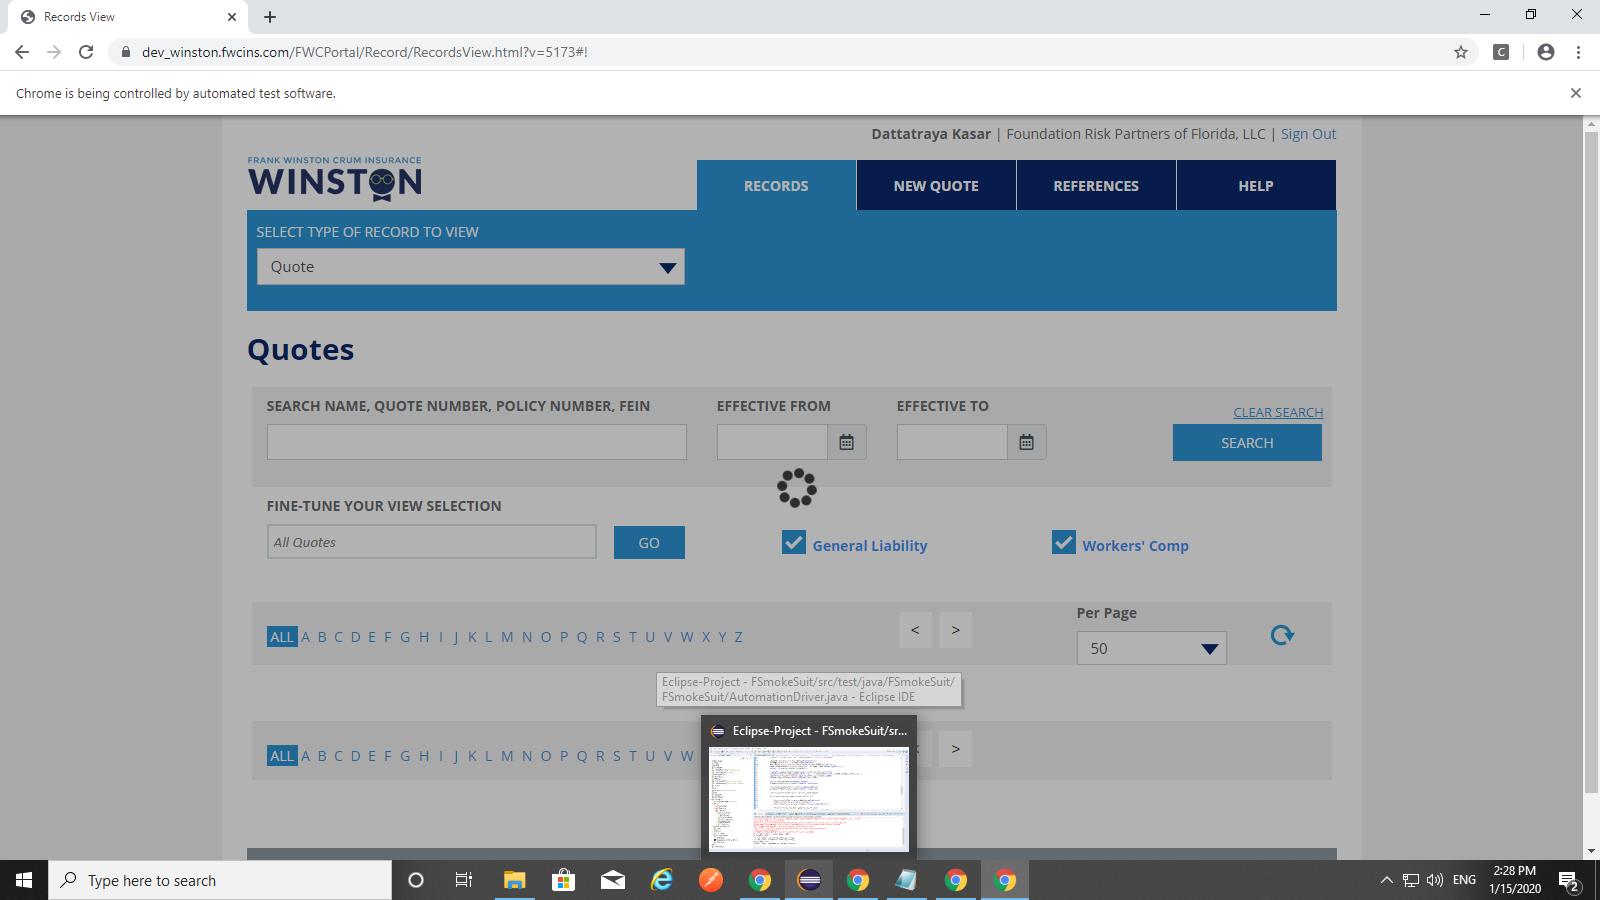 Records View
dev_winston.fwcins.com/FWCPortal/Record/RecordsView.html?v=5173#!
C
Chrome is being controlled by automated test software.
Dattatraya Kasar | Foundation Risk Partners of Florida, LLC | Sign Out
FRANK WINSTON CRUM INSURANCE
WINSTON
RECORDS NEW QUOTE REFERENCES HELP
SELECT TYPE OF RECORD TO VIEW
Quote
Quotes
SEARCH NAME, QUOTE NUMBER, POLICY NUMBER, FEIN EFFECTIVE FROM EFFECTIVE TO CLEAR SEARCH
SEARCH
FINE-TUNE YOUR VIEW SELECTION
All Quotes GO General Liability Workers' Comp
Per Page
ALL A B C D E F G H I J K L M N O P Q R S T U V W X Y Z < >
50
Eclipse-Project - FSmokeSuit/src/test/java/FSmokeSuit/
FSmokeSuit/AutomationDriver.java - Eclipse IDE
Eclipse-Project - FSmokeSuit/sr...
ALL A B C D E F G H I J K L M N O P Q R S T U V W >
Type here to search
ENG
2:28 PM
1/15/2020
2